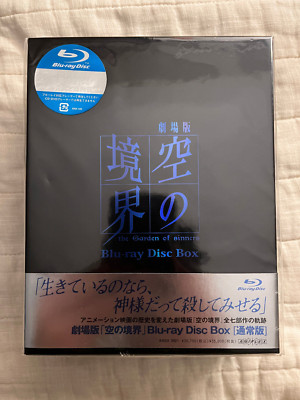 Blu-ray Disc
劇場版
空の
境界
the Garden of sinners
Blu-ray Disc Box
「生きているのなら、
神様だって殺してみせる」
Blu-ray Disc
アニメーション映画の歴史を変えた劇場版「空の境界」全七部作の軌跡
劇場版「空の境界」Blu-ray Disc Box [通常版]